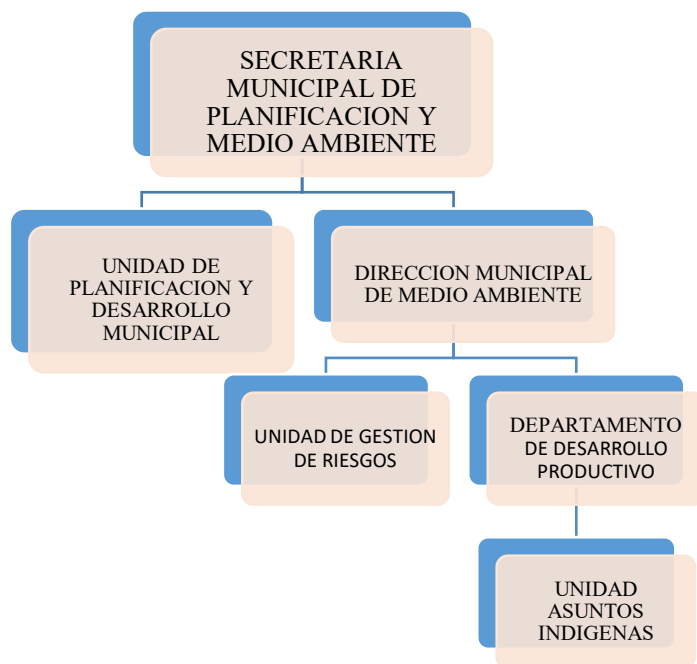 SECRETARIA
MUNICIPAL DE
PLANIFICACION Y
MEDIO AMBIENTE
UNIDAD DE
PLANIFICACION Y
DESARROLLO
MUNICIPAL
DIRECCION MUNICIPAL
DE MEDIO AMBIENTE
UNIDAD DE GESTION
DE RIESGOS
DEPARTAMENTO
DE DESARROLLO
PRODUCTIVO
UNIDAD
ASUNTOS
INDIGENAS